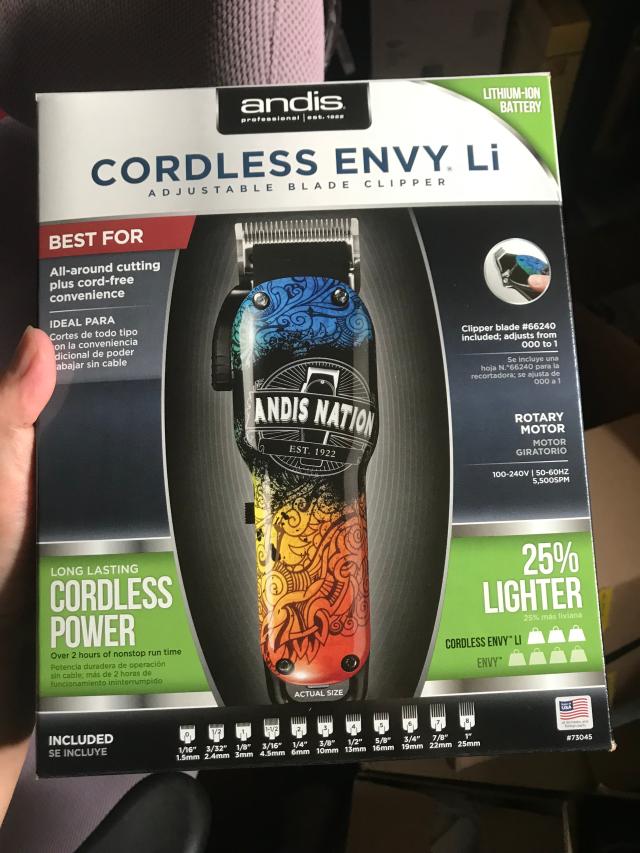 andis
professional | est. 1922
LITHIUM-ION
BATTERY
CORDLESS ENVY® Li
ADJUSTABLE BLADE CLIPPER
BEST FOR
All-around cutting
plus cord-free
convenience
IDEAL PARA
Cortes de todo tipo
con la conveniencia
adicional de poder
trabajar sin cable
Clipper blade #66240
included; adjusts from
000 to 1
Se incluye una
hoja N.°66240 para la
recortadora; se ajusta de
000 a 1
ANDIS NATION
EST. 1922
ROTARY
MOTOR
MOTOR
GIRATORIO
100-240V | 50-60HZ
5,500SPM
LONG LASTING
CORDLESS
POWER
Over 2 hours of nonstop run time
Potencia duradera de operación
sin cable; más de 2 horas de
funcionamiento ininterrumpido
25%
LIGHTER
25% más liviana
CORDLESS ENVY™ LI
ENVY™
ACTUAL SIZE
INCLUDED
SE INCLUYE
0 1/2 1 1-1/2 2 3 4 5 6 7 8
1/16" 3/32" 1/8" 3/16" 1/4" 3/8" 1/2" 5/8" 3/4" 7/8" 1"
1.5mm 2.4mm 3mm 4.5mm 6mm 10mm 13mm 16mm 19mm 22mm 25mm
USA
#73045